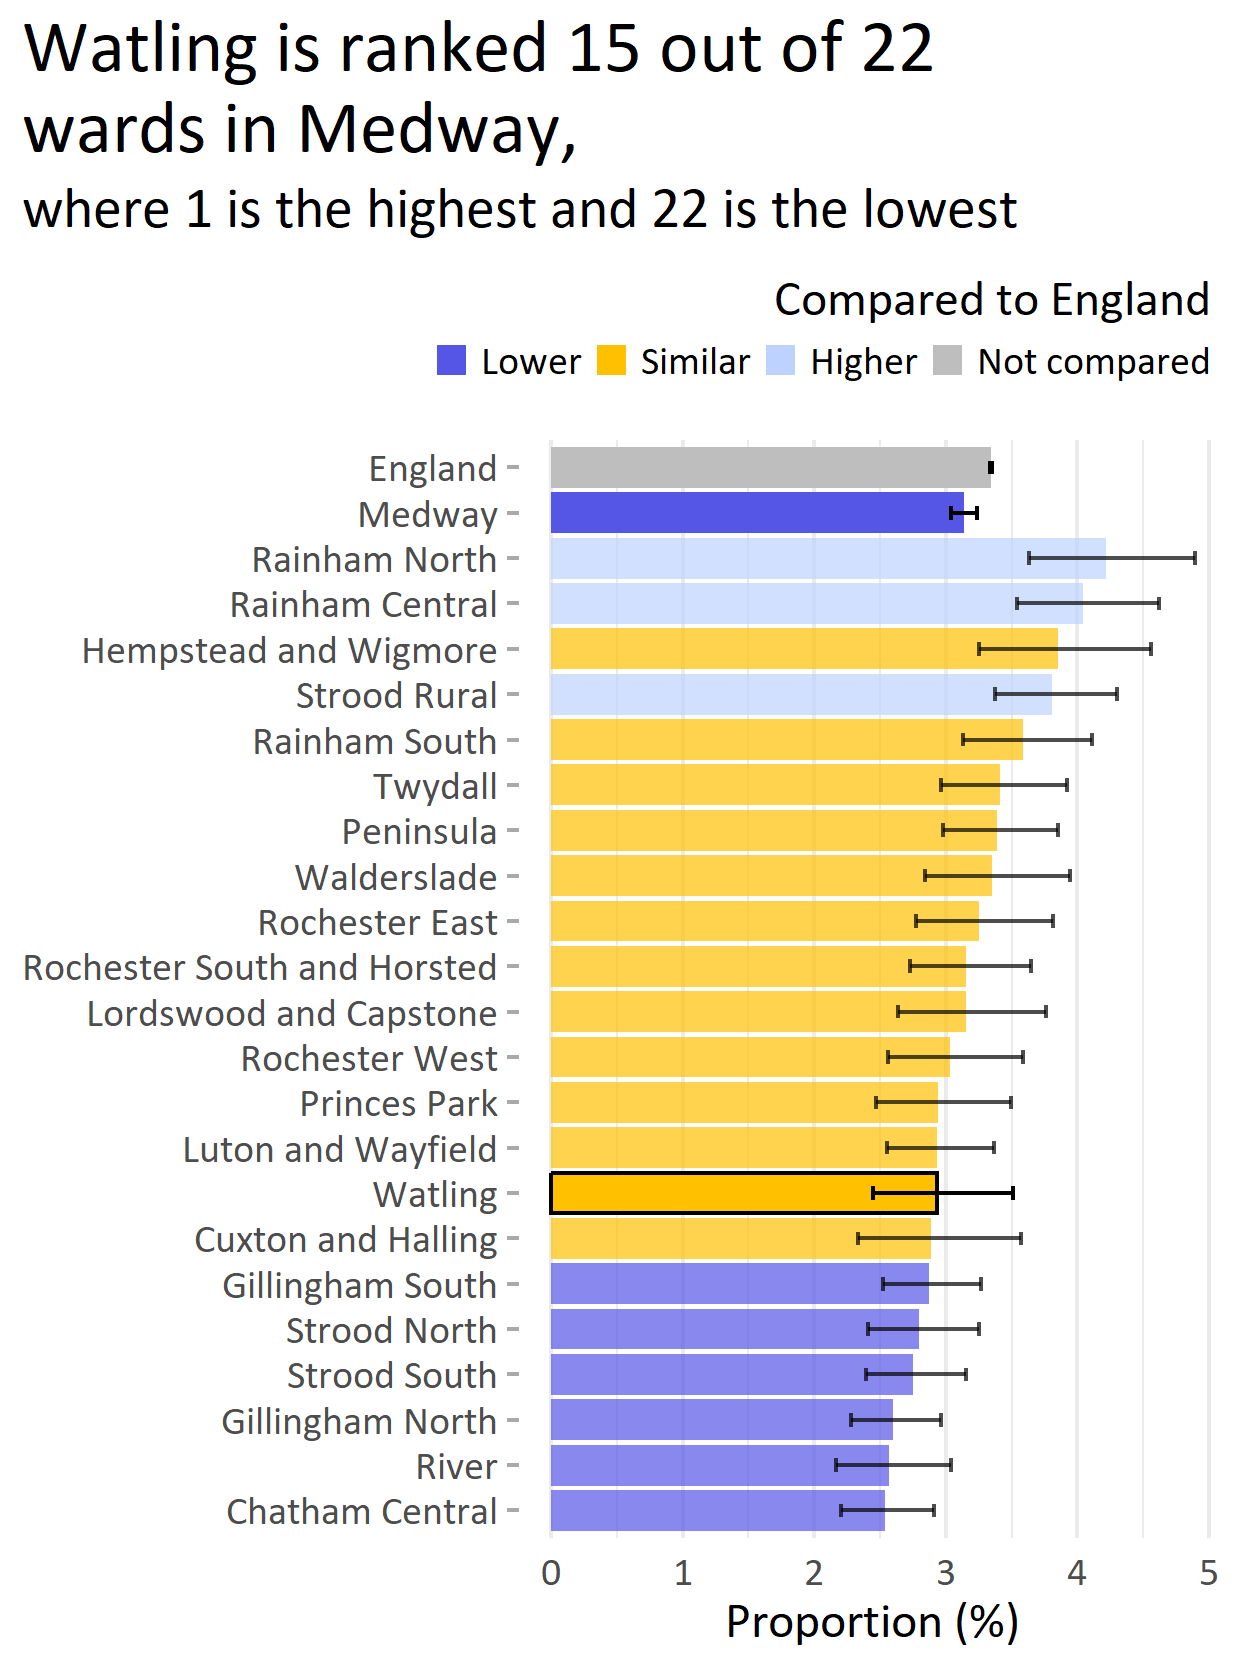 Watling is ranked 15 out of 22
wards in Medway,
where 1 is the highest and 22 is the lowest
Compared to England
Lower Similar Higher Not compared
England
Medway
Rainham North
Rainham Central
Hempstead and Wigmore
Strood Rural
Rainham South
Twydall
Peninsula
Walderslade
Rochester East
Rochester South and Horsted
Lordswood and Capstone
Rochester West
Princes Park
Luton and Wayfield
Watling
Cuxton and Halling
Gillingham South
Strood North
Strood South
Gillingham North
River
Chatham Central
0 1 2 3 4 5
Proportion (%)